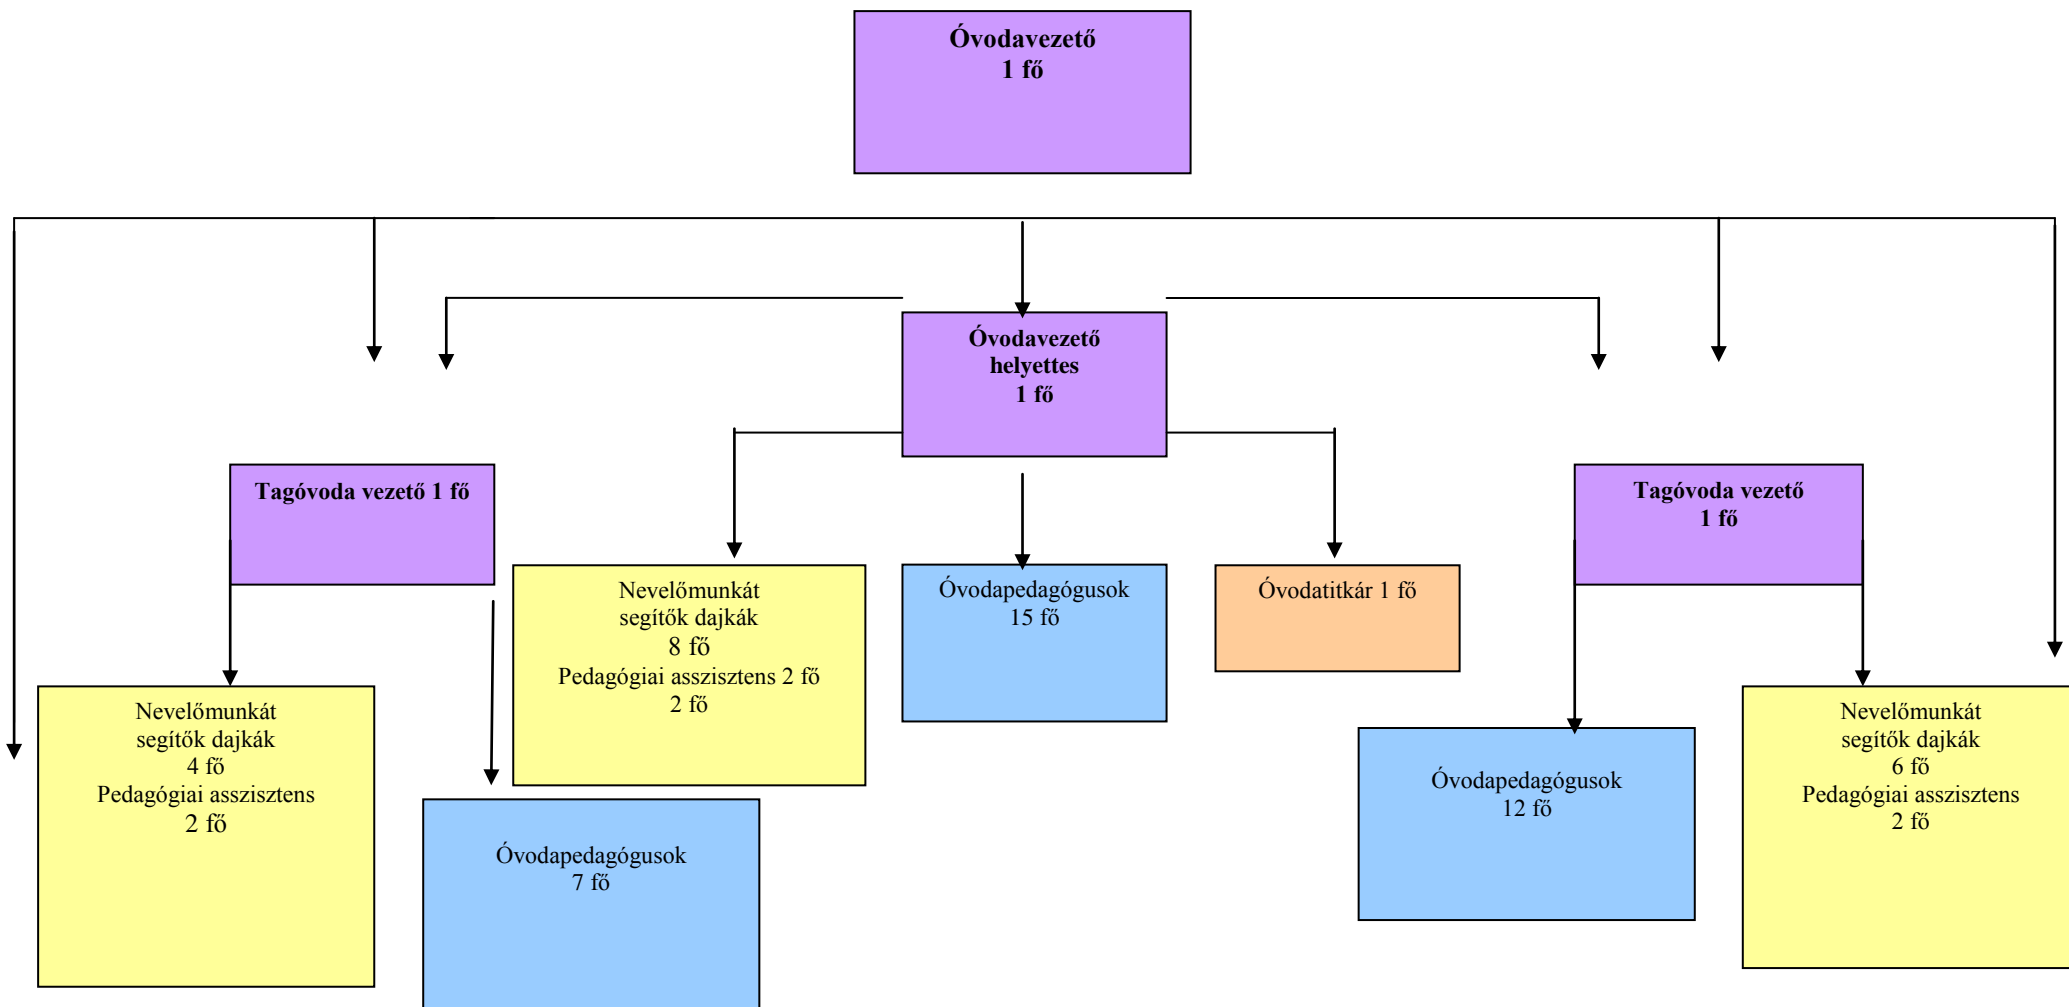 Óvodavezető
1 fő
Óvodavezető
helyettes
1 fő
Tagóvoda vezető 1 fő
Tagóvoda vezető
1 fő
Nevelőmunkát
segítők dajkák
8 fő
Pedagógiai asszisztens 2 fő
2 fő
Óvodapedagógusok
15 fő
Óvodatitkár 1 fő
Nevelőmunkát
segítők dajkák
4 fő
Pedagógiai asszisztens
2 fő
Óvodapedagógusok
7 fő
Óvodapedagógusok
12 fő
Nevelőmunkát
segítők dajkák
6 fő
Pedagógiai asszisztens
2 fő